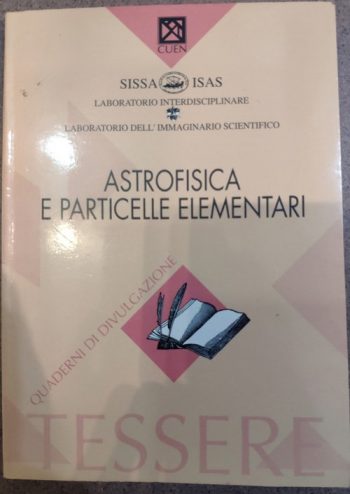 CUEN
SISSA ISAS
LABORATORIO INTERDISCIPLINARE
LABORATORIO DELL'IMMAGINARIO SCIENTIFICO
ASTROFISICA
E PARTICELLE ELEMENTARI
QUADERNI DI DIVULGAZIONE
TESSERE